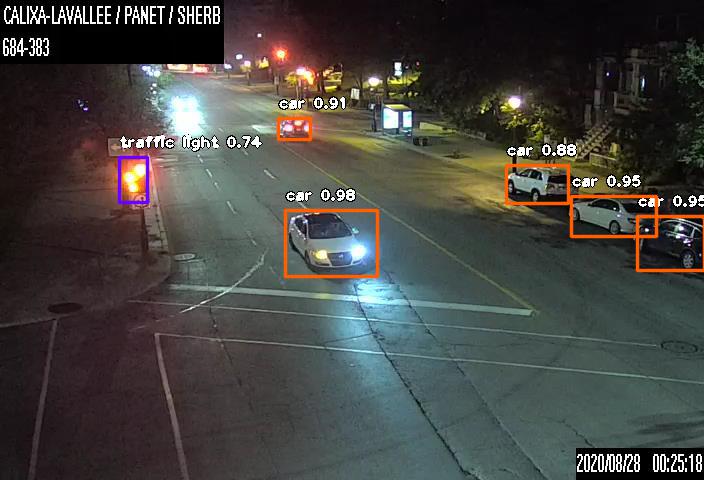 CALIXA-LAVALLEE / PANET / SHERB
684-383
car 0.91
traffic light 0.74
car 0.88
car 0.95
car 0.95
car 0.98
2020/08/28 00:25:18